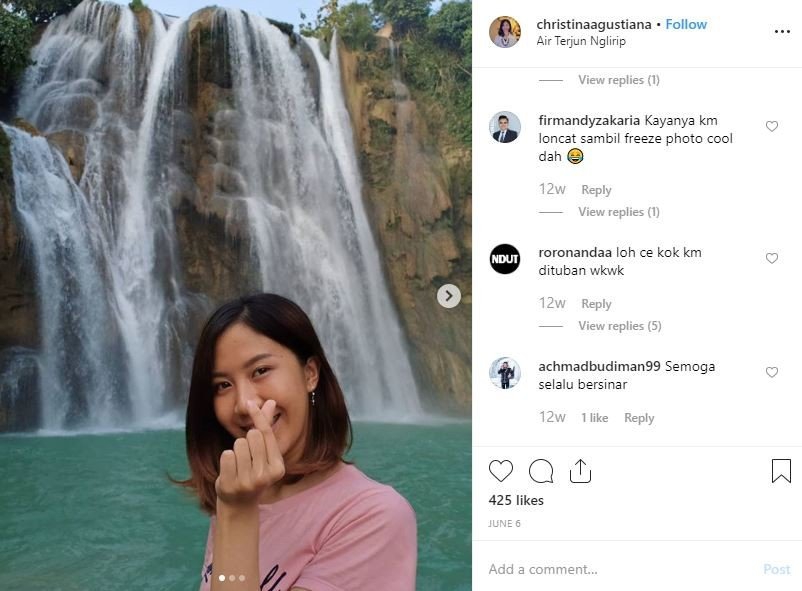 christinaagustiana • Follow
Air Terjun Nglirip
View replies (1)
firmandyzakaria Kayanya km
loncat sambil freeze photo cool
dah 😂
12w Reply
View replies (1)
NDUT
roronandaa loh ce kok km
dituban wkwk
12w Reply
View replies (5)
achmadbudiman99 Semoga
selalu bersinar
12w 1 like Reply
425 likes
JUNE 6
Add a comment... Post